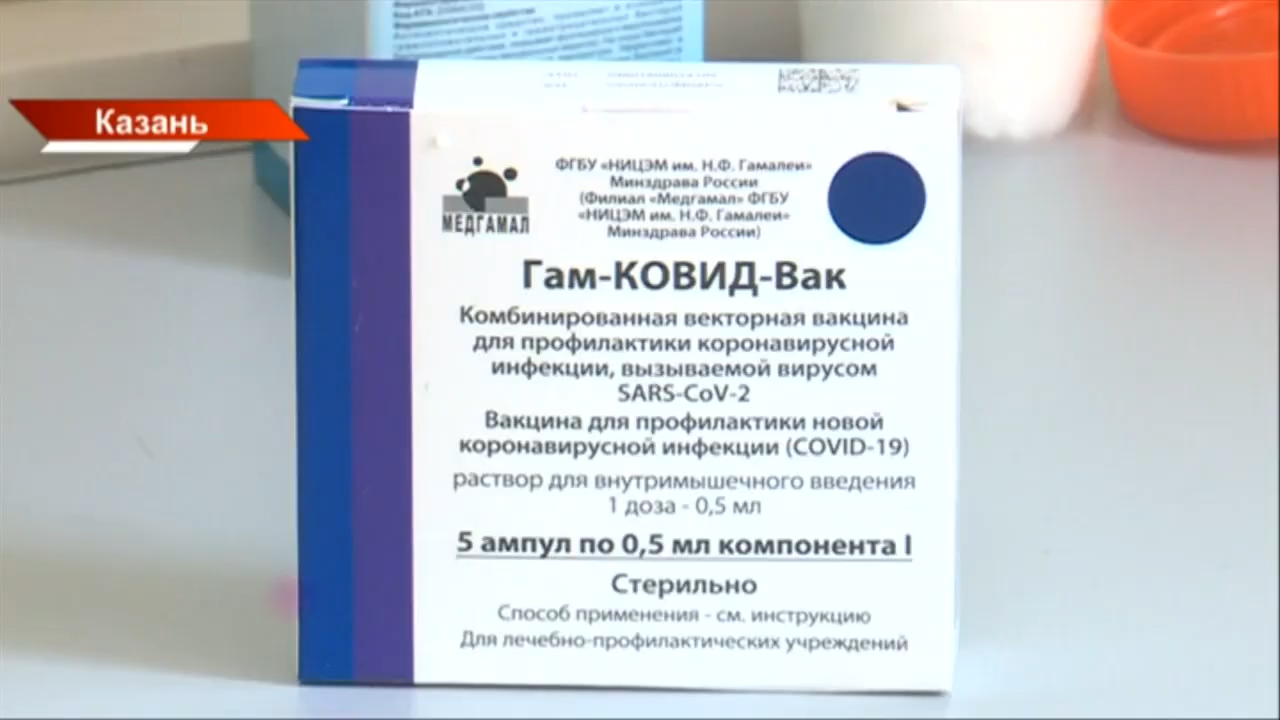 Казань
МЕДГАМАЛ
ФГБУ «НИЦЭМ им. Н.Ф. Гамалеи»
Минздрава России
(Филиал «Медгамал» ФГБУ
«НИЦЭМ им. Н.Ф. Гамалеи»
Минздрава России)
Гам-КОВИД-Вак
Комбинированная векторная вакцина
для профилактики коронавирусной
инфекции, вызываемой вирусом
SARS-CoV-2
Вакцина для профилактики новой
коронавирусной инфекции (COVID-19)
раствор для внутримышечного введения
1 доза - 0,5 мл
5 ампул по 0,5 мл компонента I
Стерильно
Способ применения - см. инструкцию
Для лечебно-профилактических учреждений